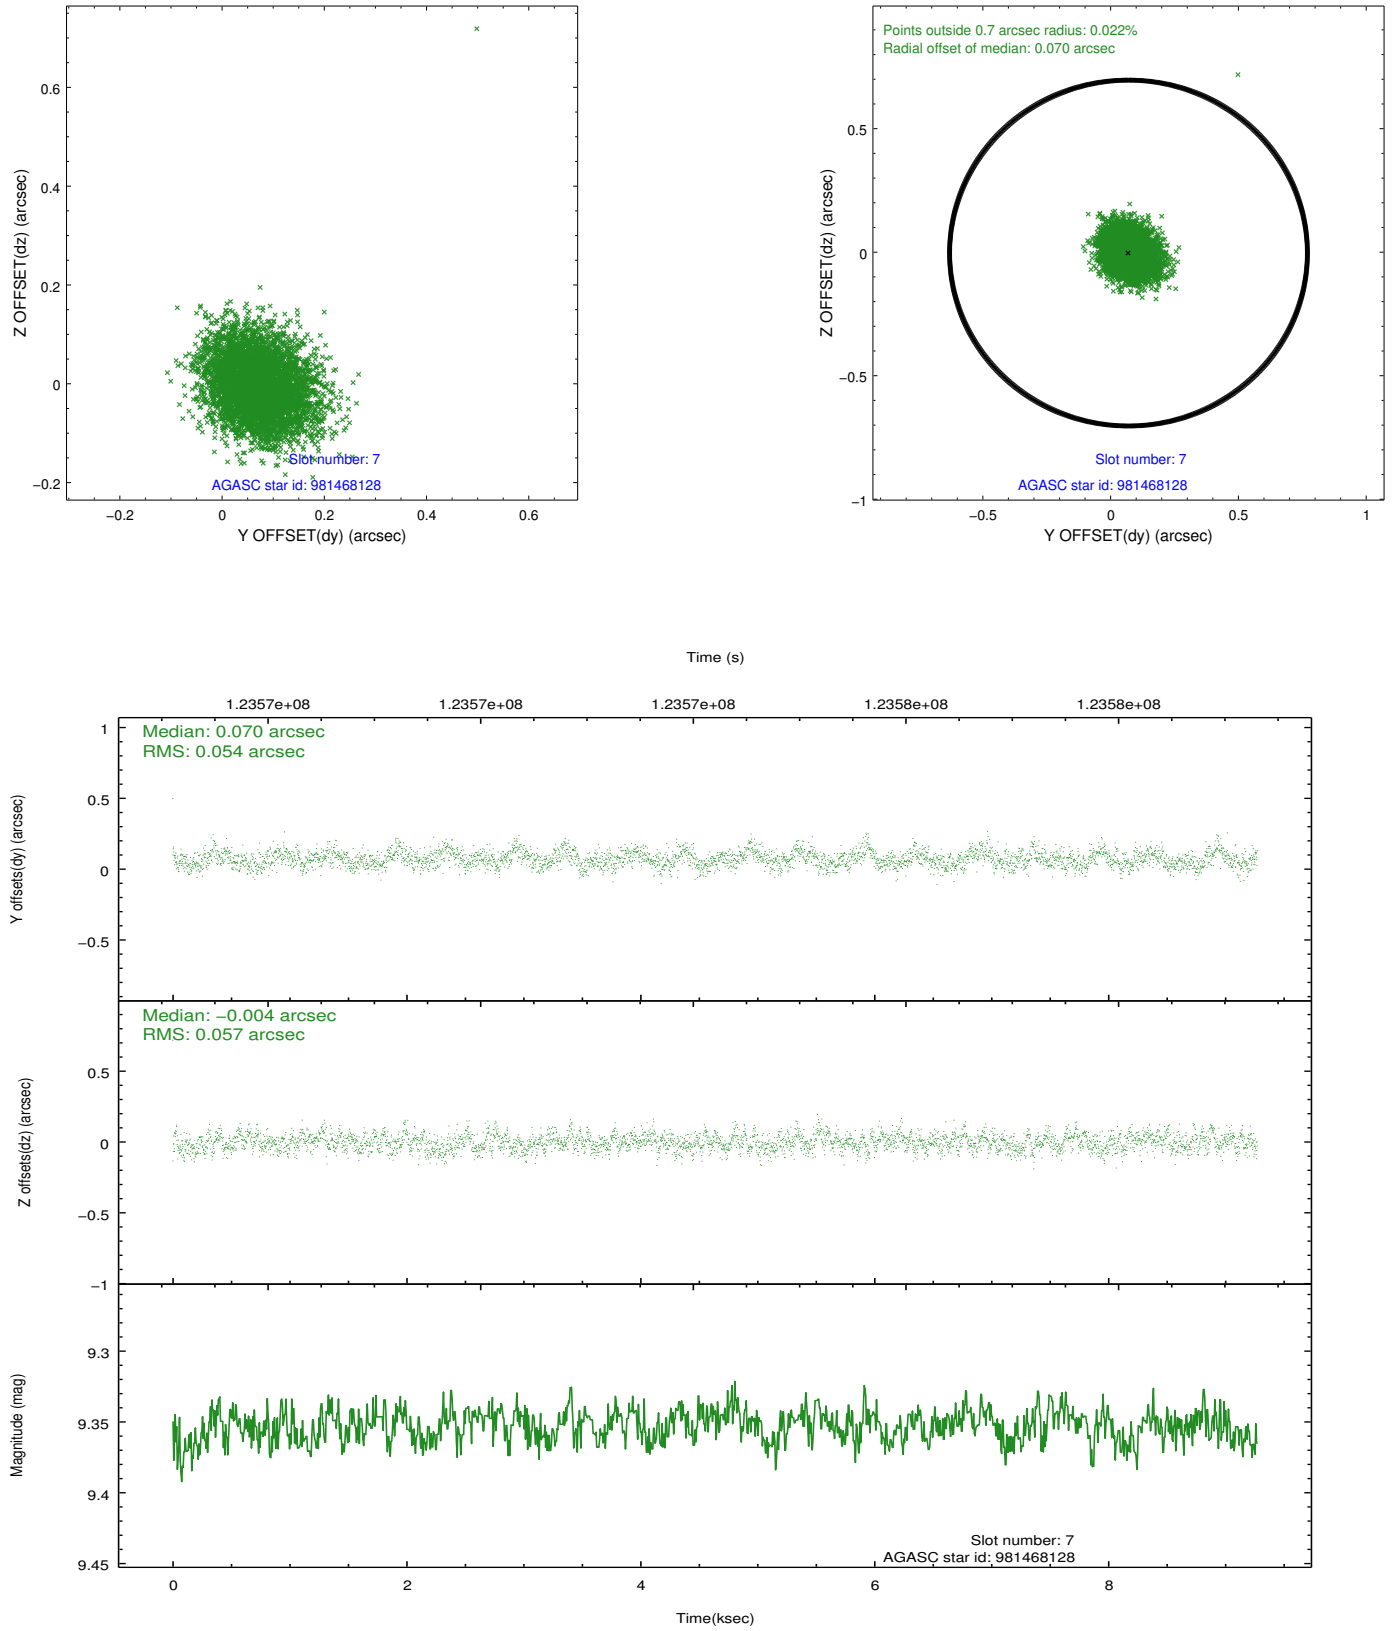 0.6
0.4
0.2
0
−0.2
Z OFFSET(dz) (arcsec)
Slot number: 7
AGASC star id: 981468128
−0.2 0 0.2 0.4 0.6
Y OFFSET(dy) (arcsec)
Points outside 0.7 arcsec radius: 0.022%
Radial offset of median: 0.070 arcsec
0.5
0
−0.5
−1
Z OFFSET(dz) (arcsec)
Slot number: 7
AGASC star id: 981468128
−0.5 0 0.5 1
Y OFFSET(dy) (arcsec)
Time (s)
1.2357e+08 1.2357e+08 1.2357e+08 1.2358e+08 1.2358e+08
Median: 0.070 arcsec
RMS: 0.054 arcsec
1
0.5
0
−0.5
Y offsets(dy) (arcsec)
Median: −0.004 arcsec
RMS: 0.057 arcsec
0.5
0
−0.5
−1
Z offsets(dz) (arcsec)
9.3
9.35
9.4
9.45
Magnitude (mag)
Slot number: 7
AGASC star id: 981468128
0 2 4 6 8
Time(ksec)